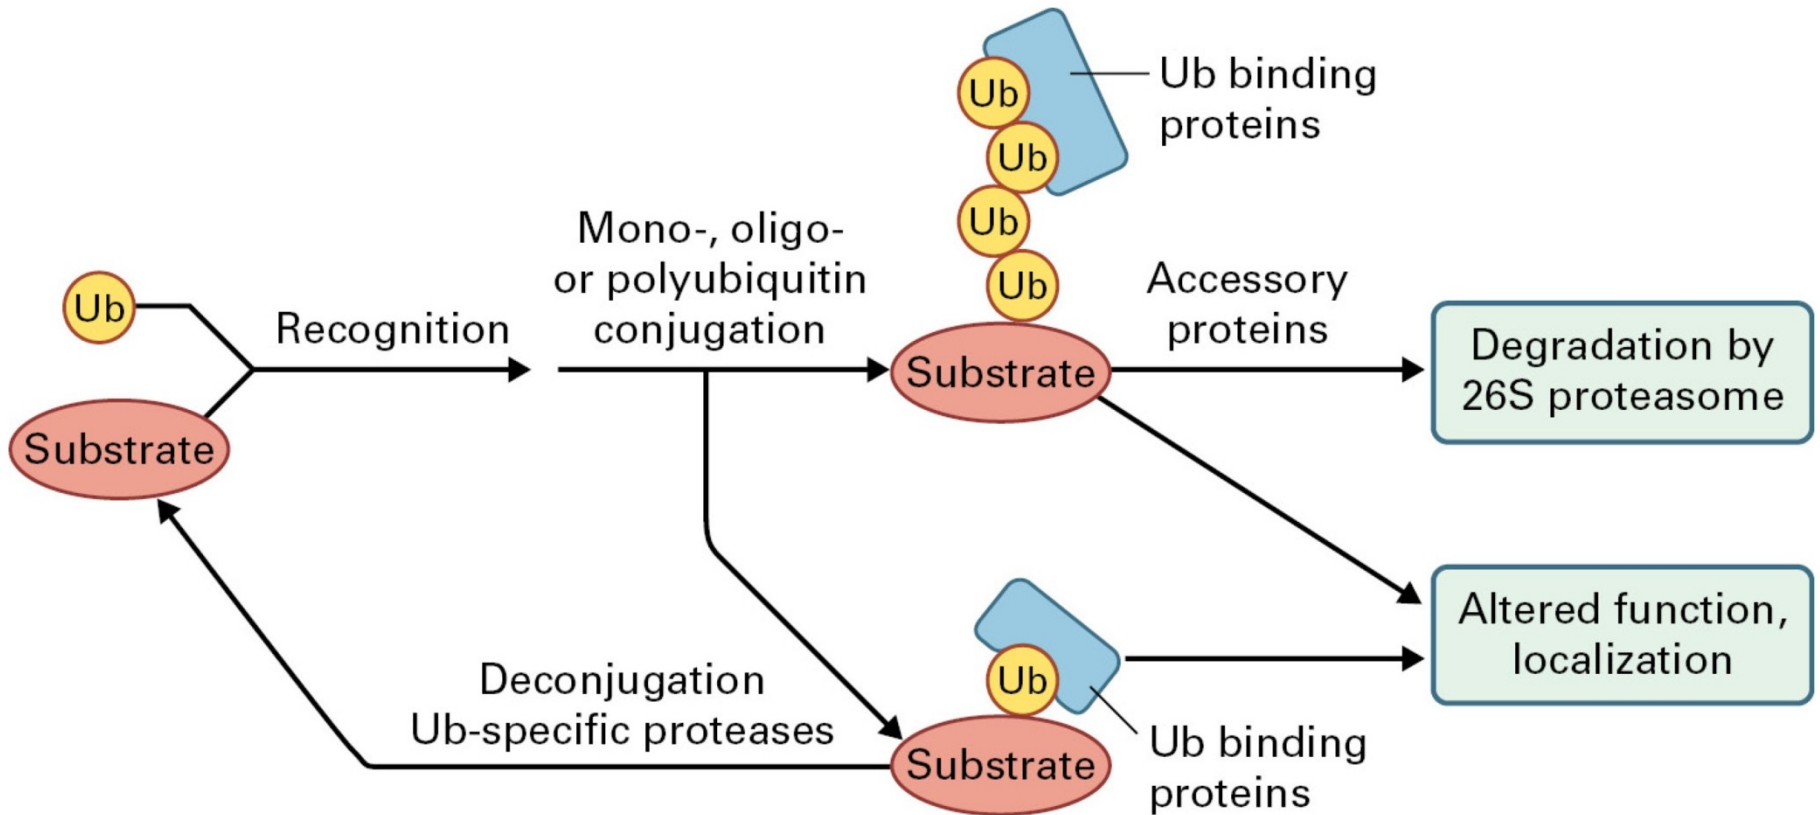 Ub
Ub
Ub
Ub
Ub binding
proteins
Mono-, oligo-
or polyubiquitin
conjugation
Ub
Recognition
Substrate
Substrate
Accessory
proteins
Degradation by
26S proteasome
Altered function,
localization
Deconjugation
Ub-specific proteases
Ub
Substrate
Ub binding
proteins